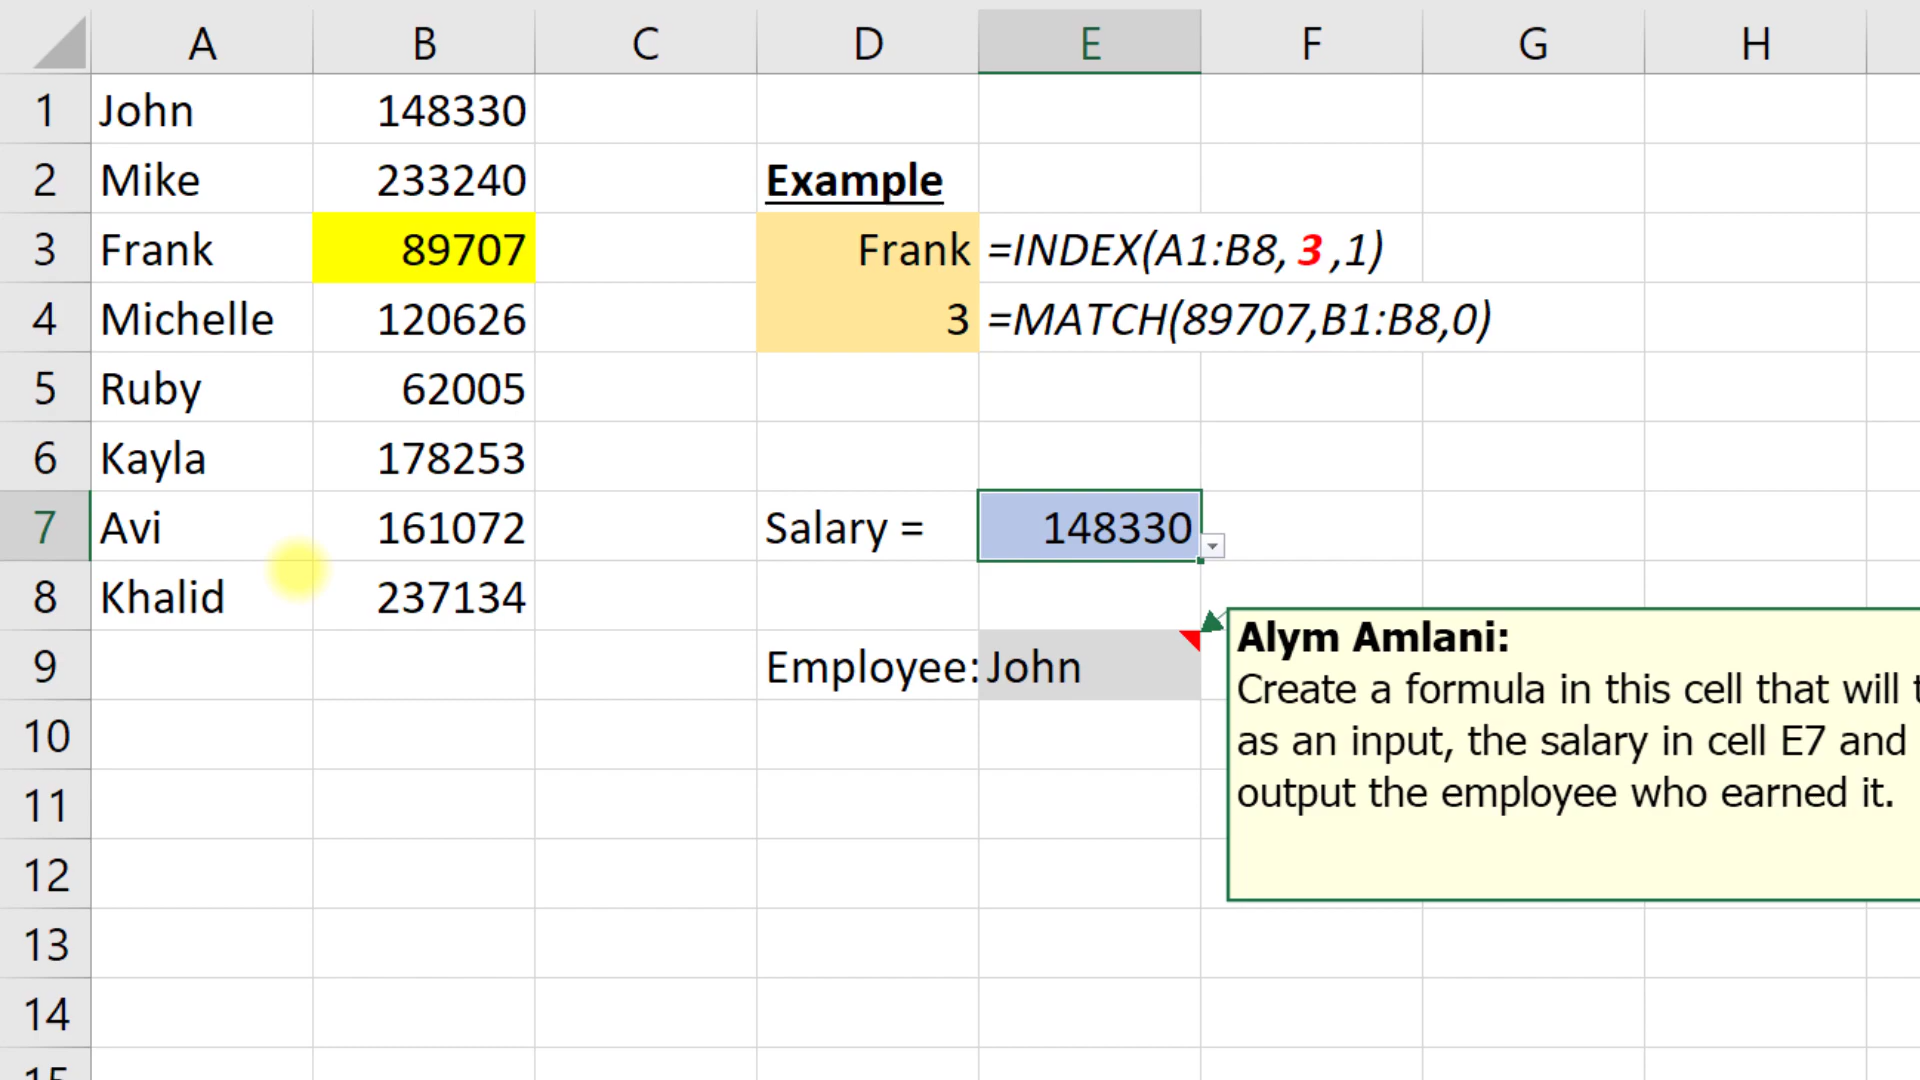 A B C D E F G H
1 John 148330
2 Mike 233240 Example
3 Frank 89707 Frank =INDEX(A1:B8, 3 ,1)
4 Michelle 120626 3 =MATCH(89707,B1:B8,0)
5 Ruby 62005
6 Kayla 178253
7 Avi 161072 Salary = 148330
8 Khalid 237134
Alym Amlani:
9 Employee: John
Create a formula in this cell that will
10 as an input, the salary in cell E7 and
11 output the employee who earned it.
12
13
14
15